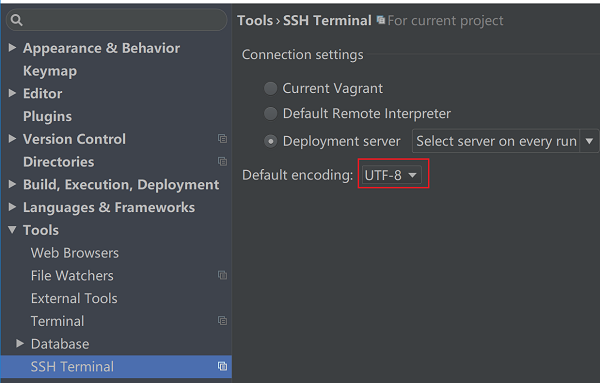 Tools › SSH Terminal For current project
Appearance & Behavior
Keymap
Editor
Plugins
Version Control
Directories
Build, Execution, Deployment
Languages & Frameworks
Tools
Web Browsers
File Watchers
External Tools
Terminal
Database
SSH Terminal
Connection settings
Current Vagrant
Default Remote Interpreter
Deployment server Select server on every run
Default encoding: UTF-8